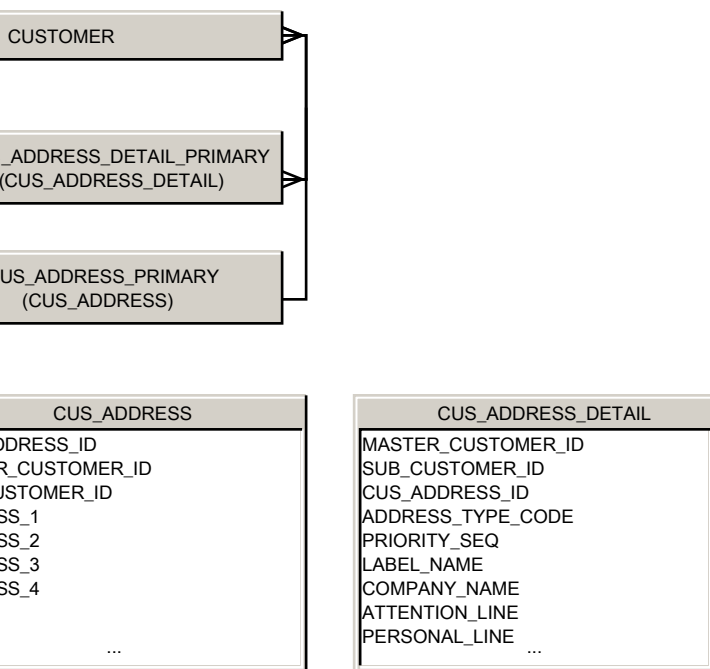 CUSTOMER
_ADDRESS_DETAIL_PRIMARY
(CUS_ADDRESS_DETAIL)
US_ADDRESS_PRIMARY
(CUS_ADDRESS)
CUS_ADDRESS
DDRESS_ID
R_CUSTOMER_ID
USTOMER_ID
SS_1
SS_2
SS_3
SS_4
...
CUS_ADDRESS_DETAIL
MASTER_CUSTOMER_ID
SUB_CUSTOMER_ID
CUS_ADDRESS_ID
ADDRESS_TYPE_CODE
PRIORITY_SEQ
LABEL_NAME
COMPANY_NAME
ATTENTION_LINE
PERSONAL_LINE
...